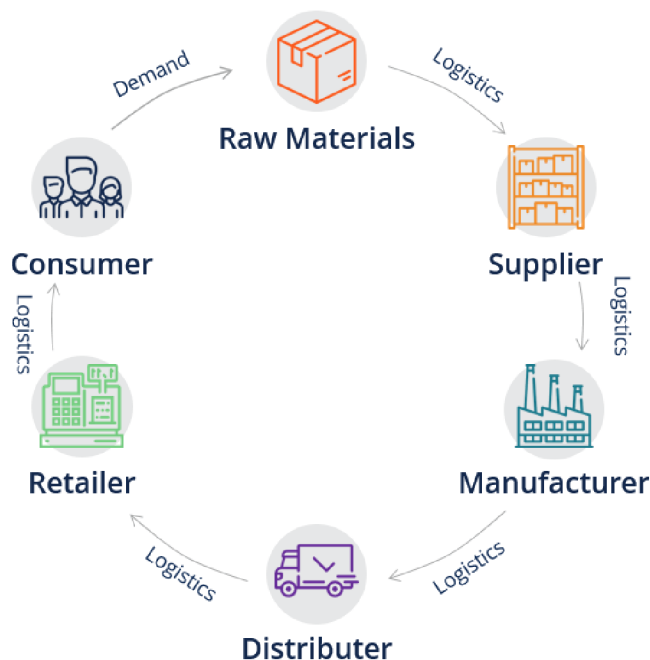 Demand
Logistics
Raw Materials
Consumer
Supplier
Logistics
Logistics
Retailer
Manufacturer
Logistics
Logistics
Distributer